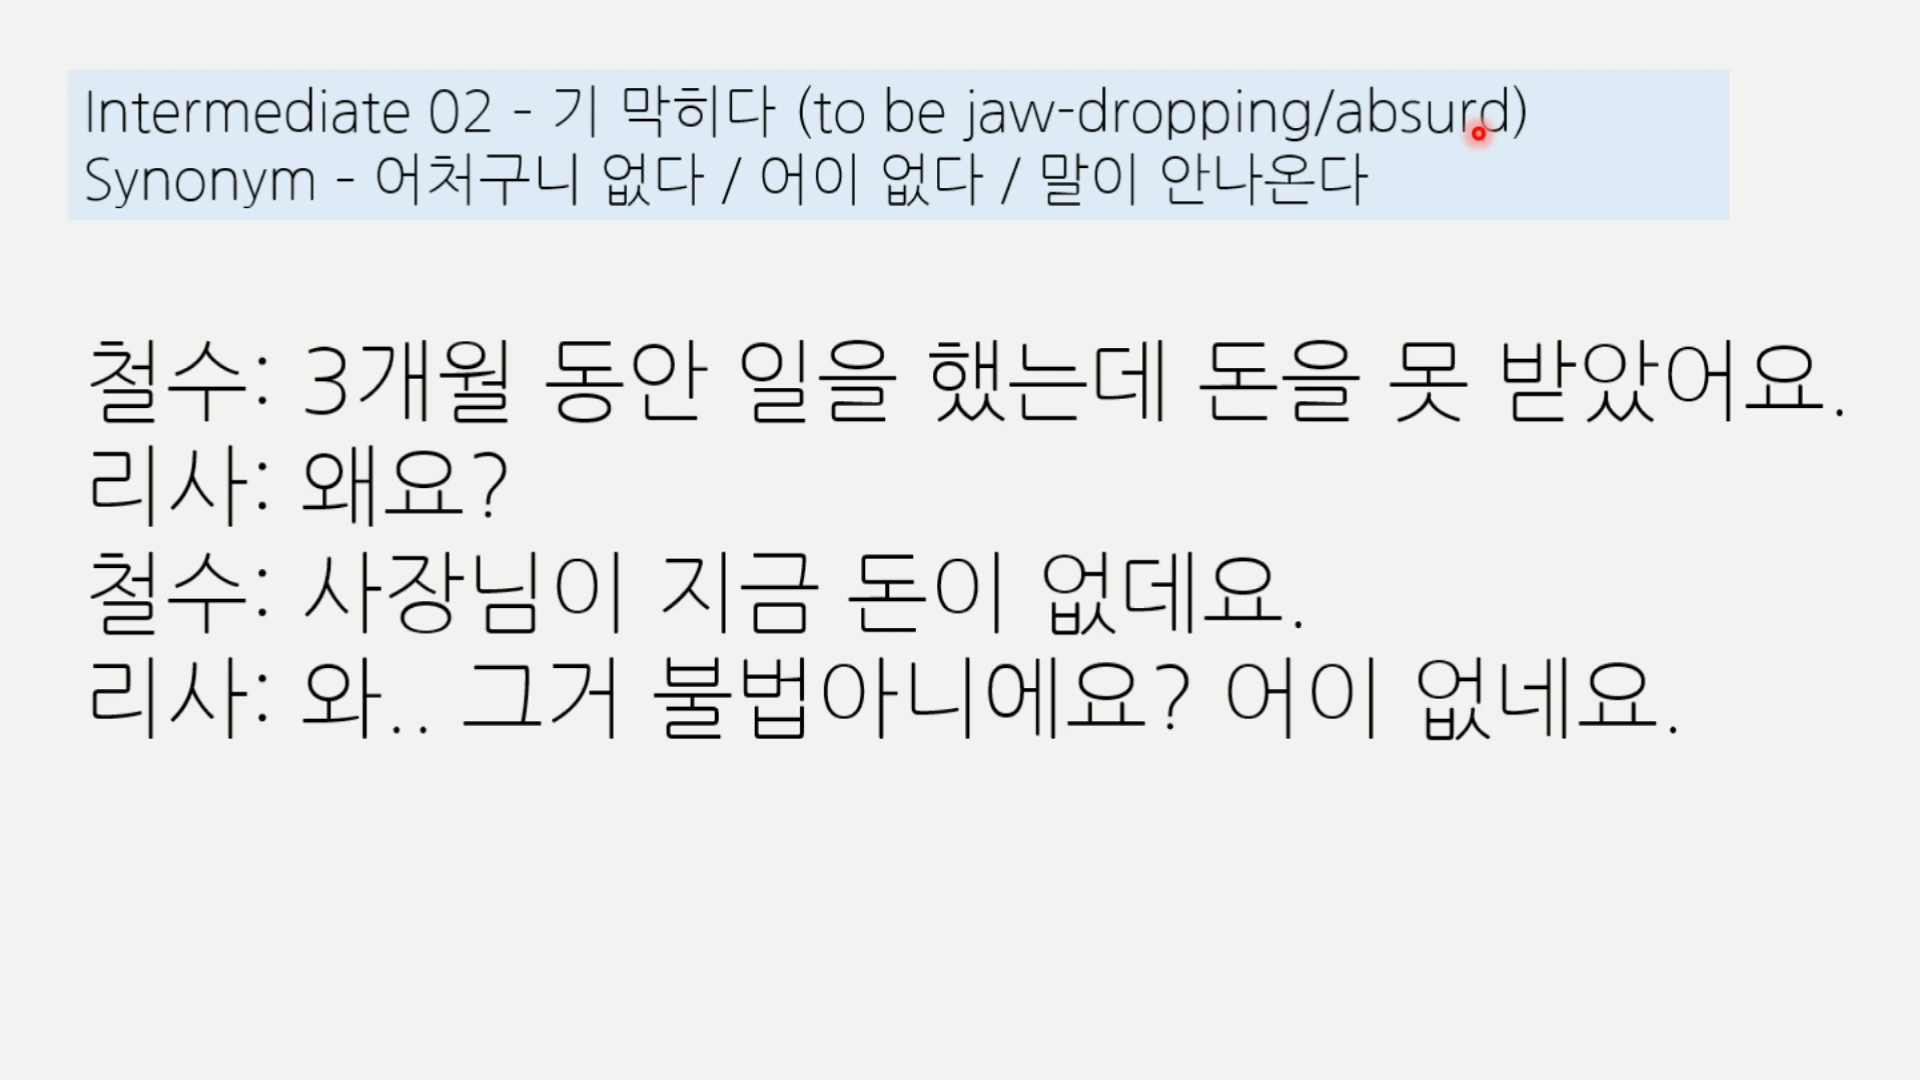 Intermediate 02 - 기 막히다 (to be jaw-dropping/absurd)
Synonym - 어처구니 없다 / 어이 없다 / 말이 안나온다
철수: 3개월 동안 일을 했는데 돈을 못 받았어요.
리사: 왜요?
철수: 사장님이 지금 돈이 없데요.
리사: 와.. 그거 불법아니에요? 어이 없네요.